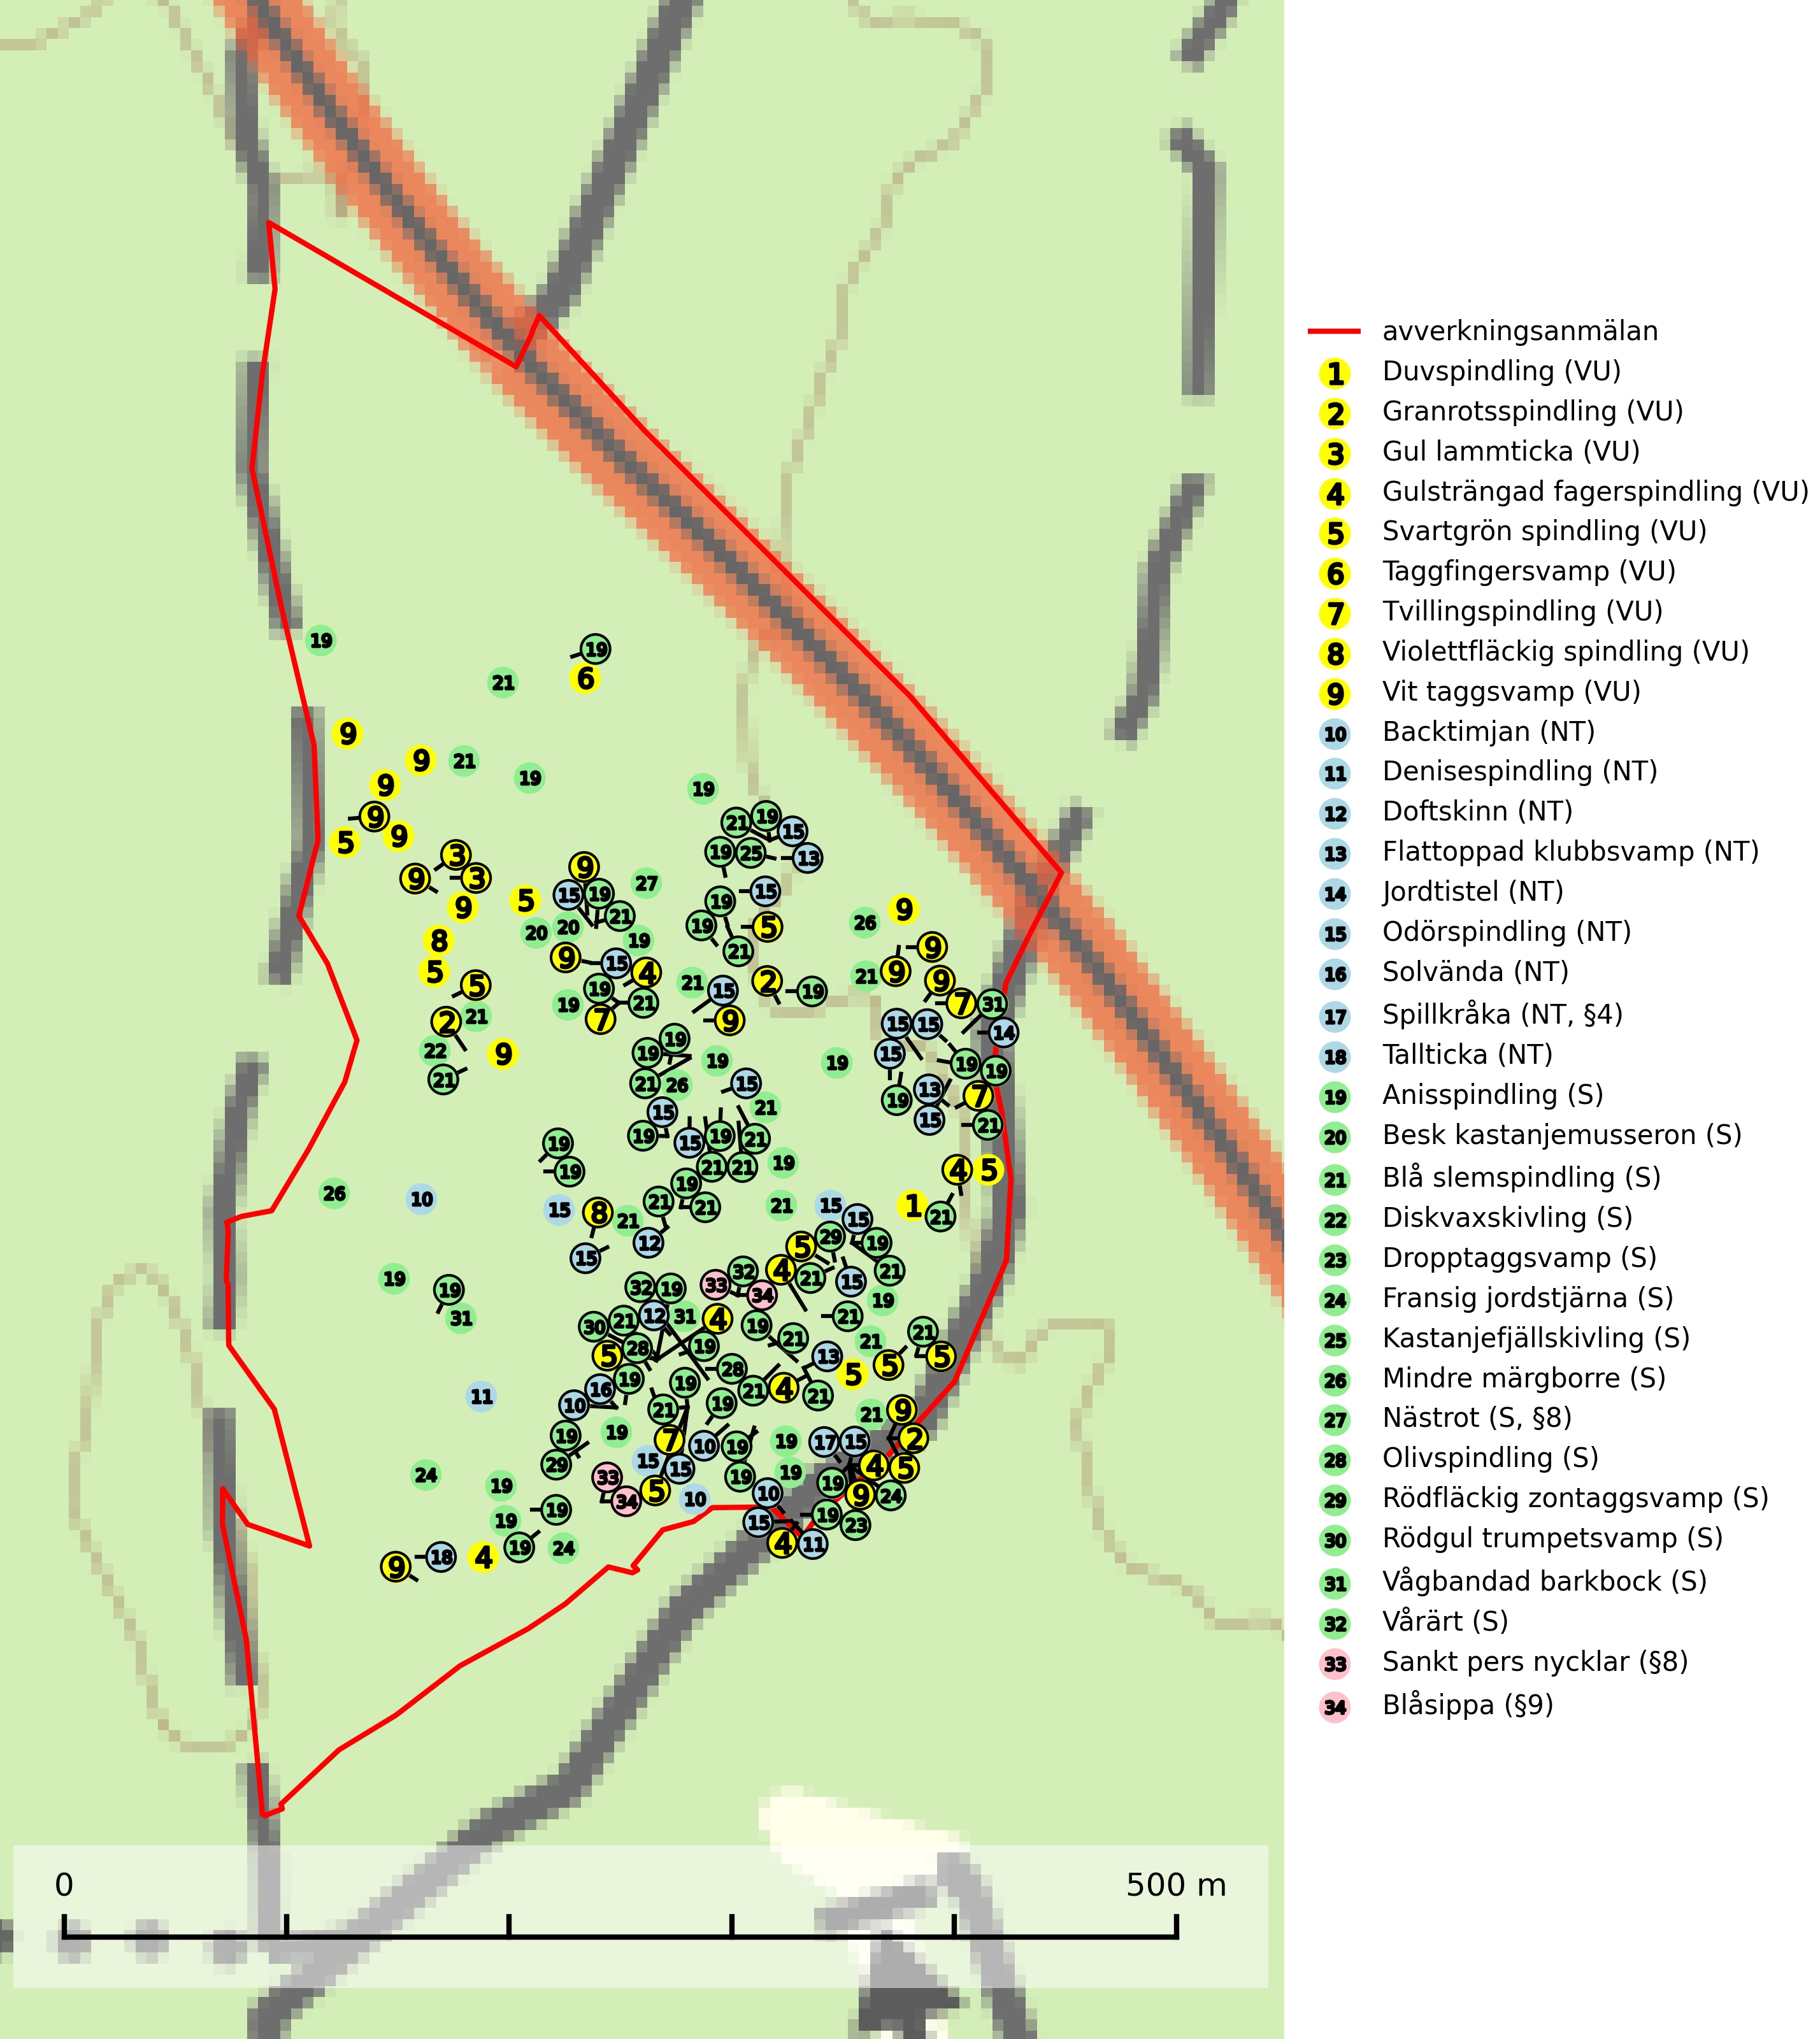 avverkningsanmälan
1 Duvspindling (VU)
2 Granrotsspindling (VU)
3 Gul lammticka (VU)
4 Gulsträngad fagerspindling (VU)
5 Svartgrön spindling (VU)
6 Taggfingersvamp (VU)
7 Tvillingspindling (VU)
8 Violettfläckig spindling (VU)
9 Vit taggsvamp (VU)
10 Backtimjan (NT)
11 Denisespindling (NT)
12 Doftskinn (NT)
13 Flattoppad klubbsvamp (NT)
14 Jordtistel (NT)
15 Odörspindling (NT)
16 Solvända (NT)
17 Spillkråka (NT, §4)
18 Tallticka (NT)
19 Anisspindling (S)
20 Besk kastanjemusseron (S)
21 Blå slemspindling (S)
22 Diskvaxskivling (S)
23 Dropptaggsvamp (S)
24 Fransig jordstjärna (S)
25 Kastanjefjällskivling (S)
26 Mindre märgborre (S)
27 Nästrot (S, §8)
28 Olivspindling (S)
29 Rödfläckig zontaggsvamp (S)
30 Rödgul trumpetsvamp (S)
31 Vågbandad barkbock (S)
32 Vårärt (S)
33 Sankt pers nycklar (§8)
34 Blåsippa (§9)
0 500 m